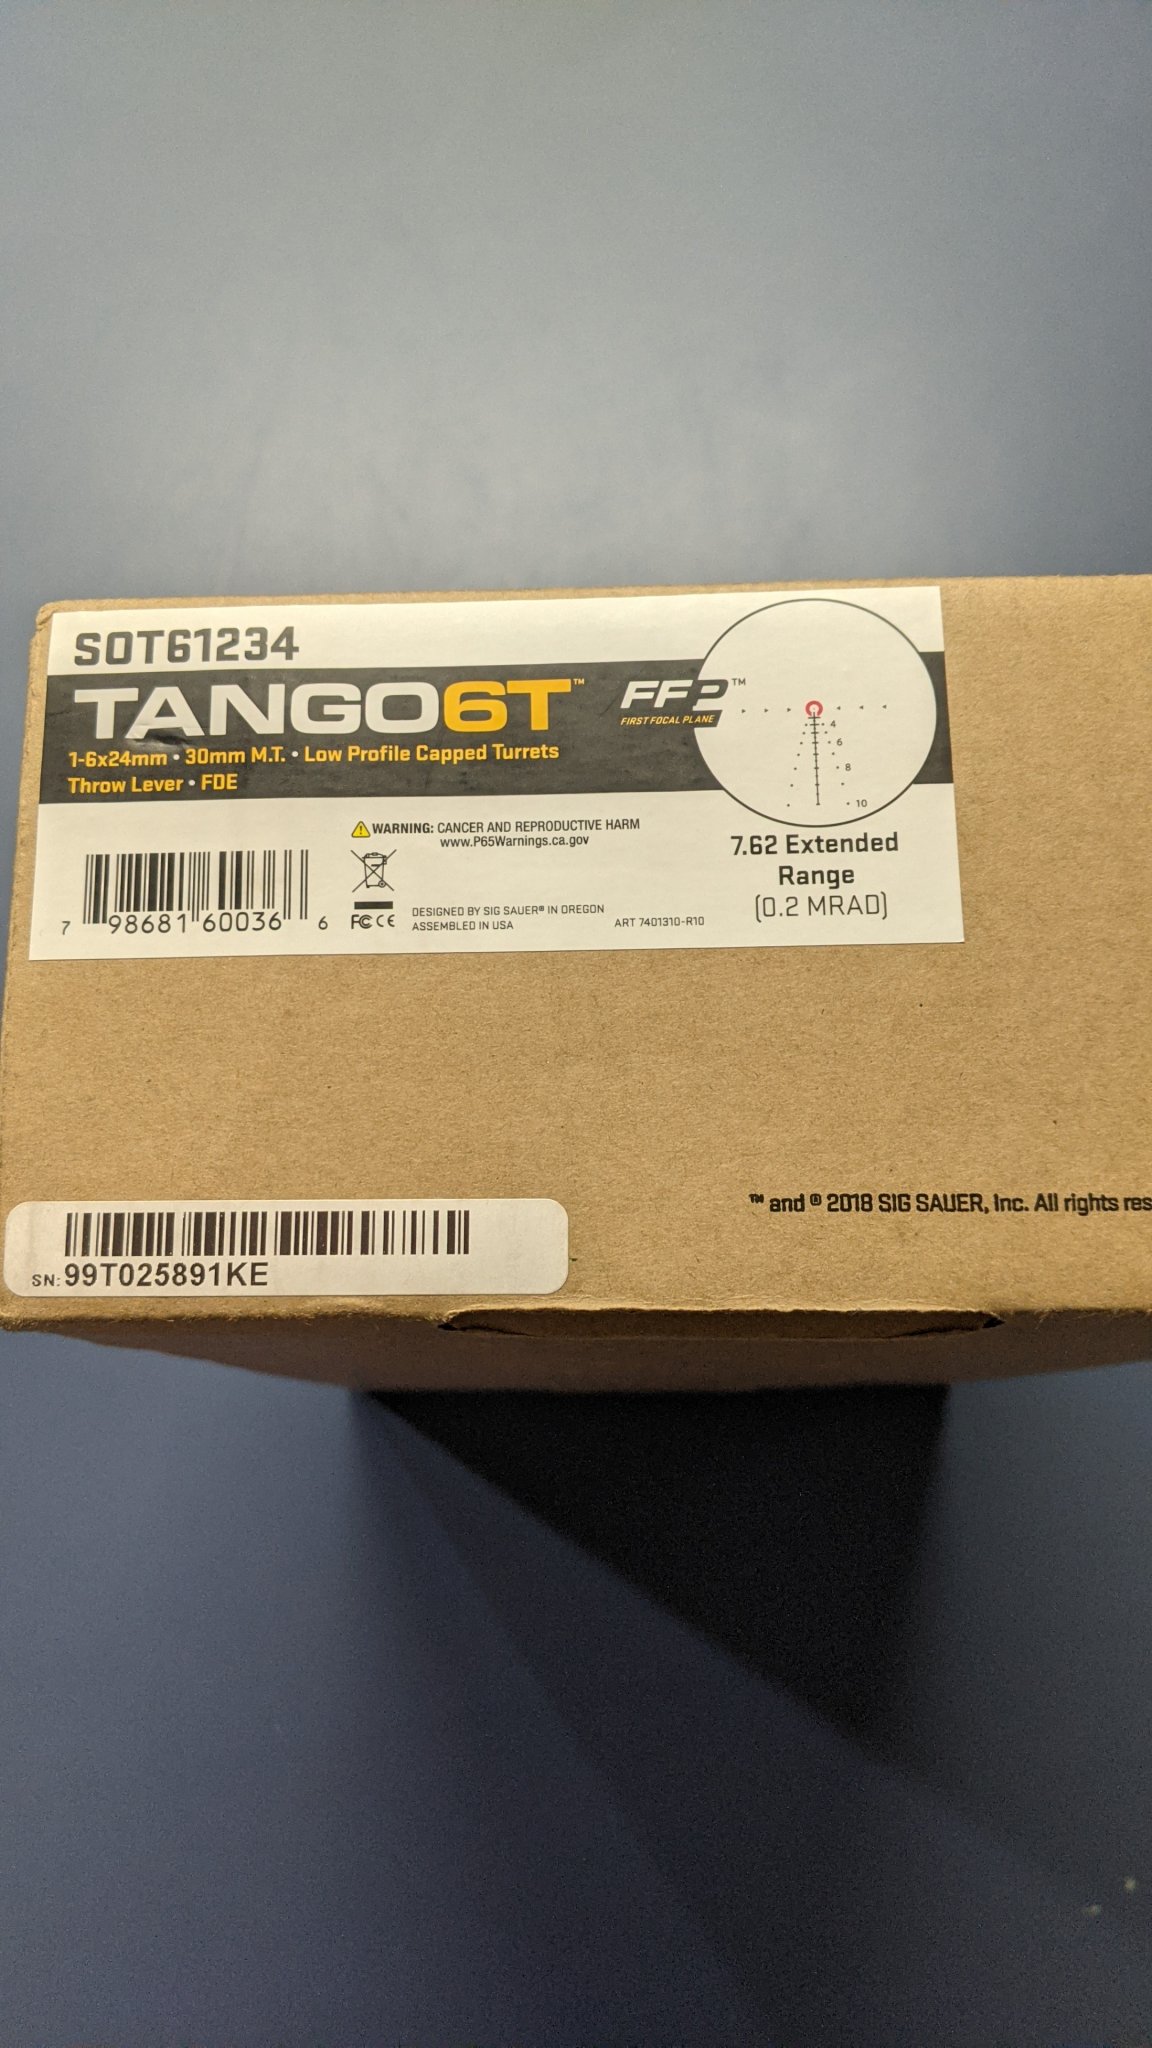 SOT61234
TANGO6T™
FFP™
FIRST FOCAL PLANE
1-6x24mm • 30mm M.T. • Low Profile Capped Turrets
Throw Lever • FDE
4
6
8
10
7.62 Extended
Range
(0.2 MRAD)
⚠ WARNING: CANCER AND REPRODUCTIVE HARM
www.P65Warnings.ca.gov
7 98681 60036 6
FC CE
DESIGNED BY SIG SAUER® IN OREGON
ASSEMBLED IN USA
ART 7401310-R10
™ and ® 2018 SIG SAUER, Inc. All rights res
SN: 99T025891KE